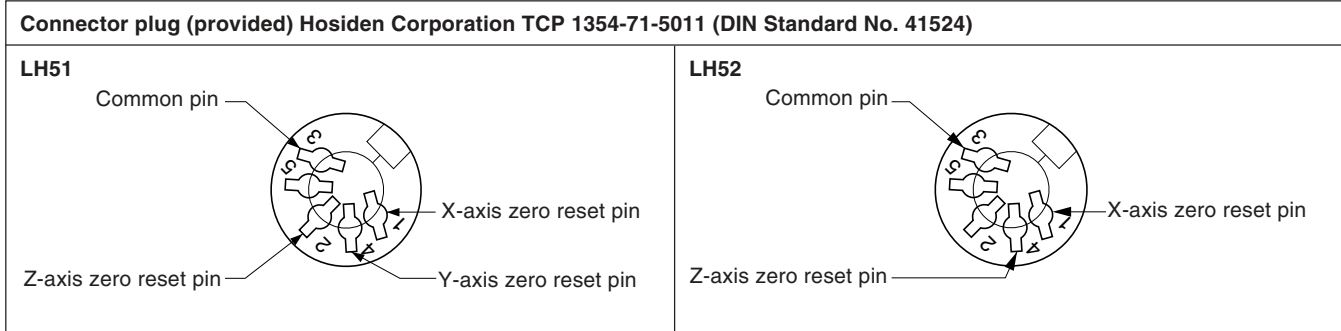 Connector plug (provided) Hosiden Corporation TCP 1354-71-5011 (DIN Standard No. 41524)
LH51
Common pin
3
5
2
4
1
X-axis zero reset pin
Z-axis zero reset pin
Y-axis zero reset pin
LH52
Common pin
3
5
2
4
1
X-axis zero reset pin
Z-axis zero reset pin